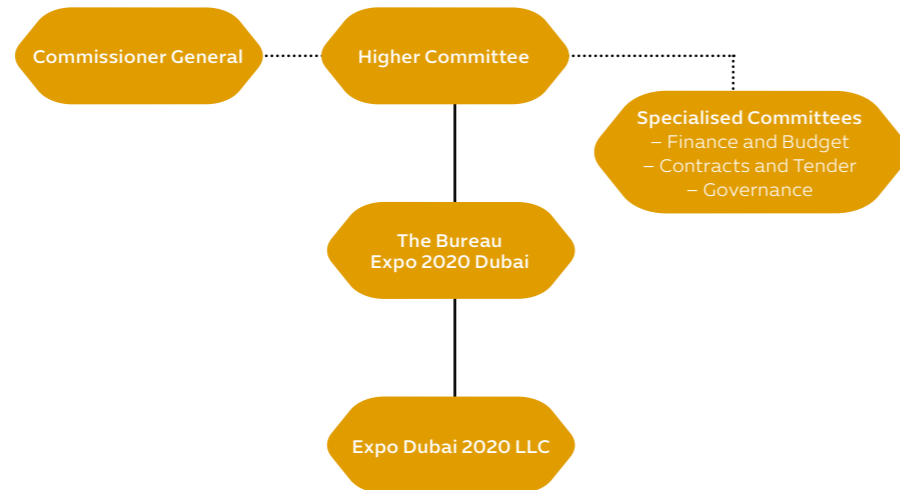 Commissioner General
Higher Committee
Specialised Committees
– Finance and Budget
– Contracts and Tender
– Governance
The Bureau
Expo 2020 Dubai
Expo Dubai 2020 LLC